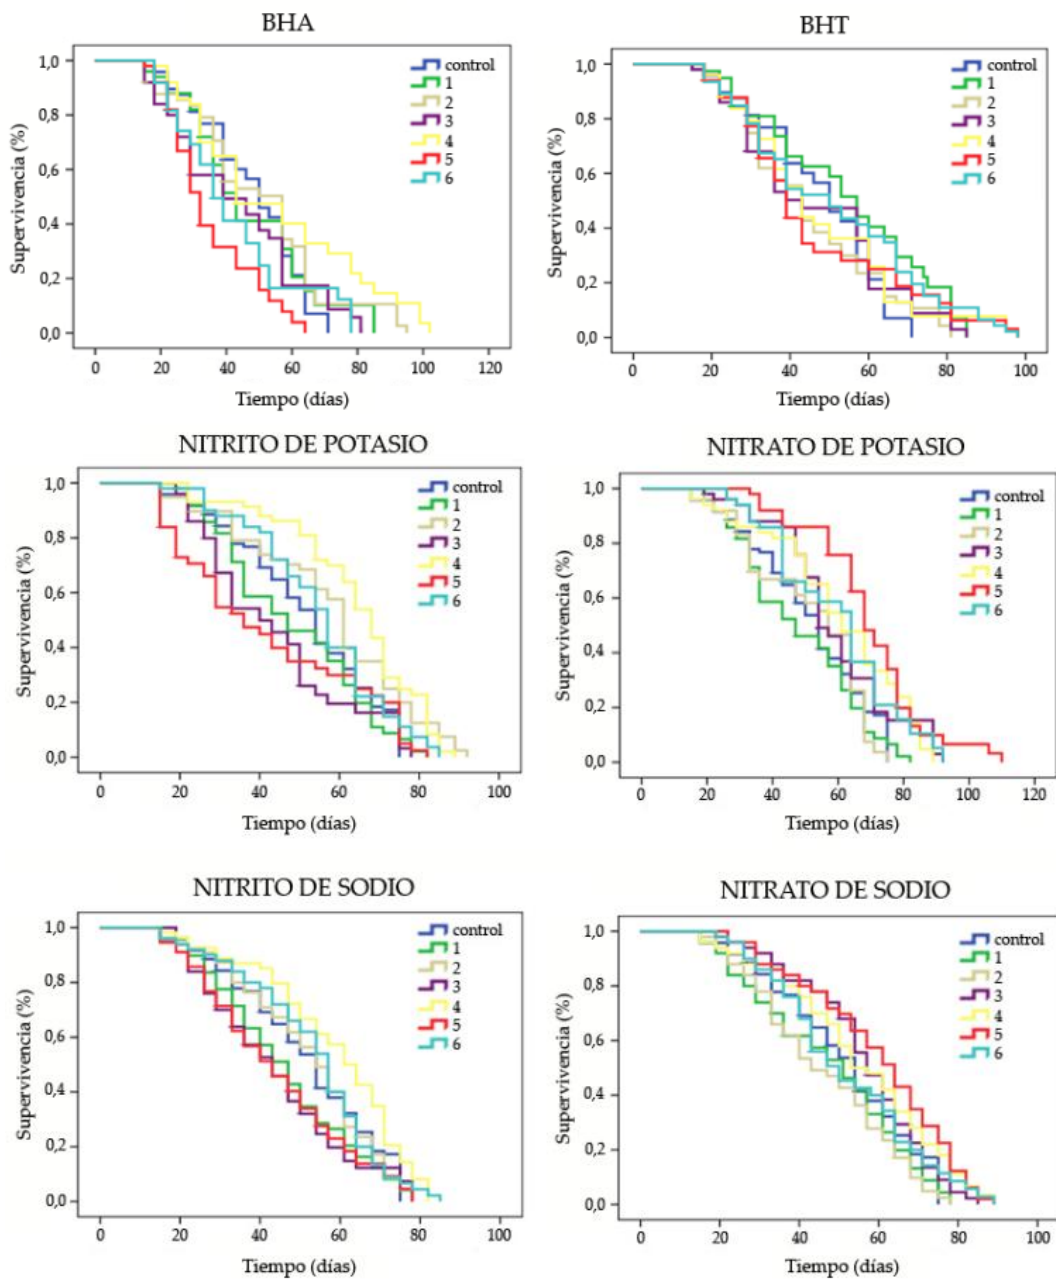 BHA
Supervivencia (%)
1,0
0,8
0,6
0,4
0,2
0,0
control
1
2
3
4
5
6
0 20 40 60 80 100 120
Tiempo (días)
BHT
Supervivencia (%)
1,0
0,8
0,6
0,4
0,2
0,0
control
1
2
3
4
5
6
0 20 40 60 80 100
Tiempo (días)
NITRITO DE POTASIO
Supervivencia (%)
1,0
0,8
0,6
0,4
0,2
0,0
control
1
2
3
4
5
6
0 20 40 60 80 100
Tiempo (días)
NITRATO DE POTASIO
Supervivencia (%)
1,0
0,8
0,6
0,4
0,2
0,0
control
1
2
3
4
5
6
0 20 40 60 80 100 120
Tiempo (días)
NITRITO DE SODIO
Supervivencia (%)
1,0
0,8
0,6
0,4
0,2
0,0
control
1
2
3
4
5
6
0 20 40 60 80 100
Tiempo (días)
NITRATO DE SODIO
Supervivencia (%)
1,0
0,8
0,6
0,4
0,2
0,0
control
1
2
3
4
5
6
0 20 40 60 80 100
Tiempo (días)